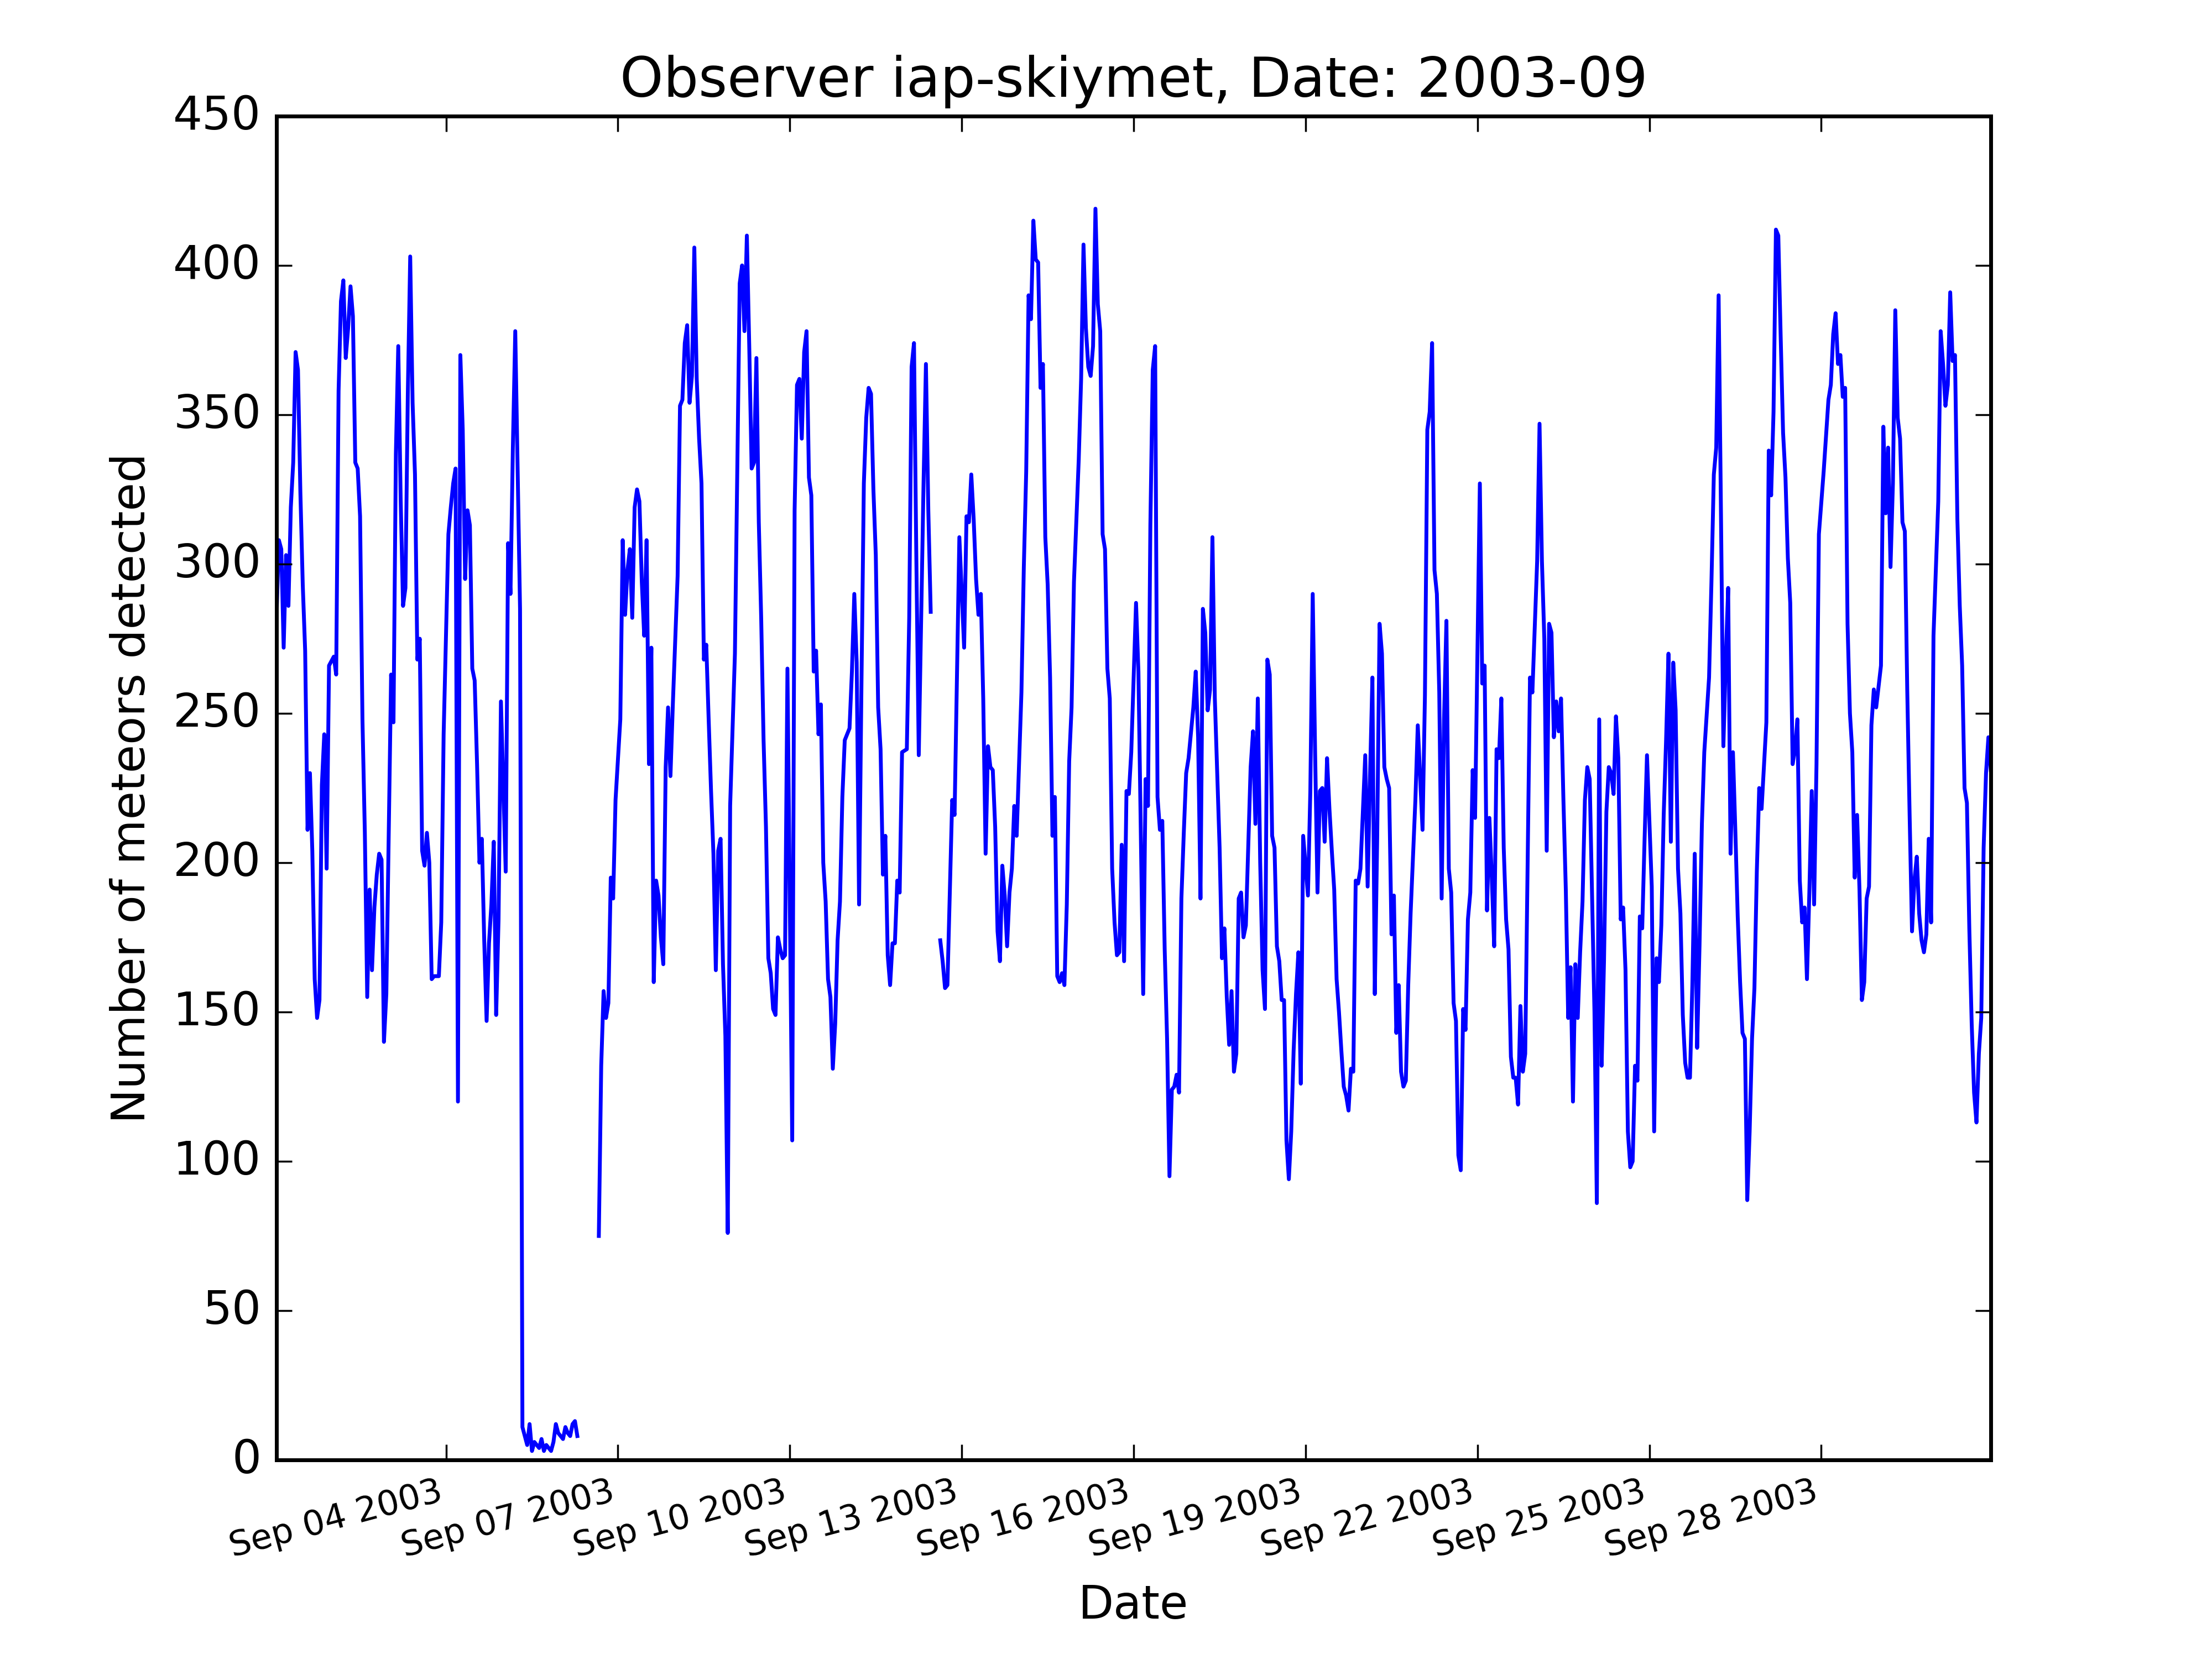 Observer iap-skiymet, Date: 2003-09
Number of meteors detected
450
400
350
300
250
200
150
100
50
0
Sep 04 2003
Sep 07 2003
Sep 10 2003
Sep 13 2003
Sep 16 2003
Sep 19 2003
Sep 22 2003
Sep 25 2003
Sep 28 2003
Date